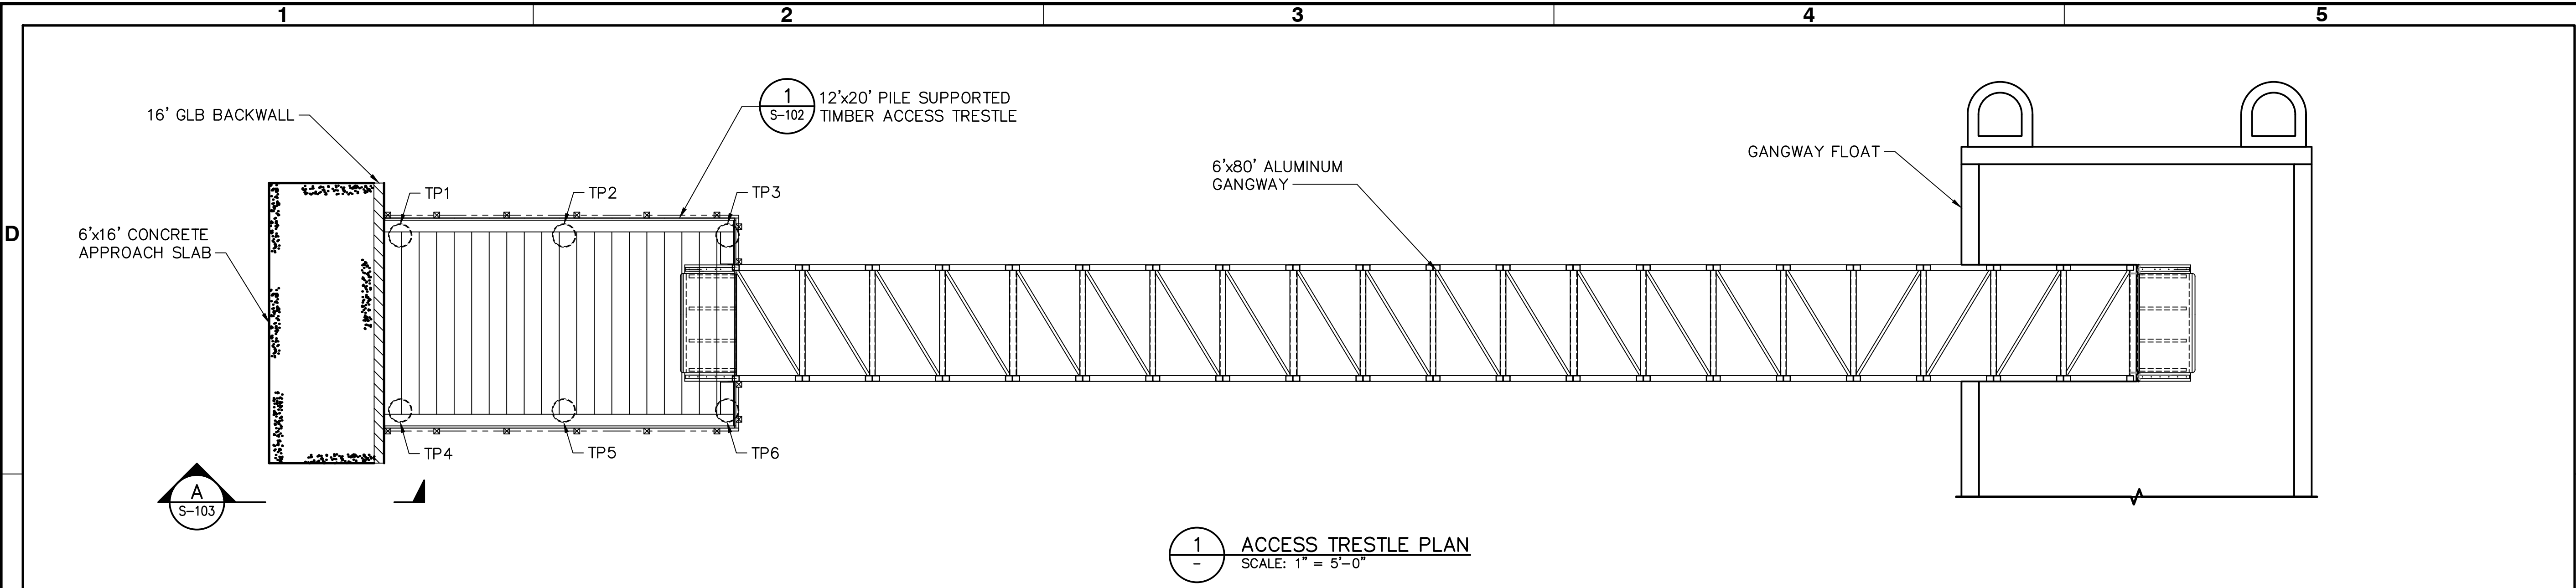 1
2
3
4
5
D
16' GLB BACKWALL
1
S-102
12'x20' PILE SUPPORTED
TIMBER ACCESS TRESTLE
6'x80' ALUMINUM
GANGWAY
GANGWAY FLOAT
TP1
TP2
TP3
6'x16' CONCRETE
APPROACH SLAB
TP4
TP5
TP6
A
S-103
1
-
ACCESS TRESTLE PLAN
SCALE: 1" = 5'-0"